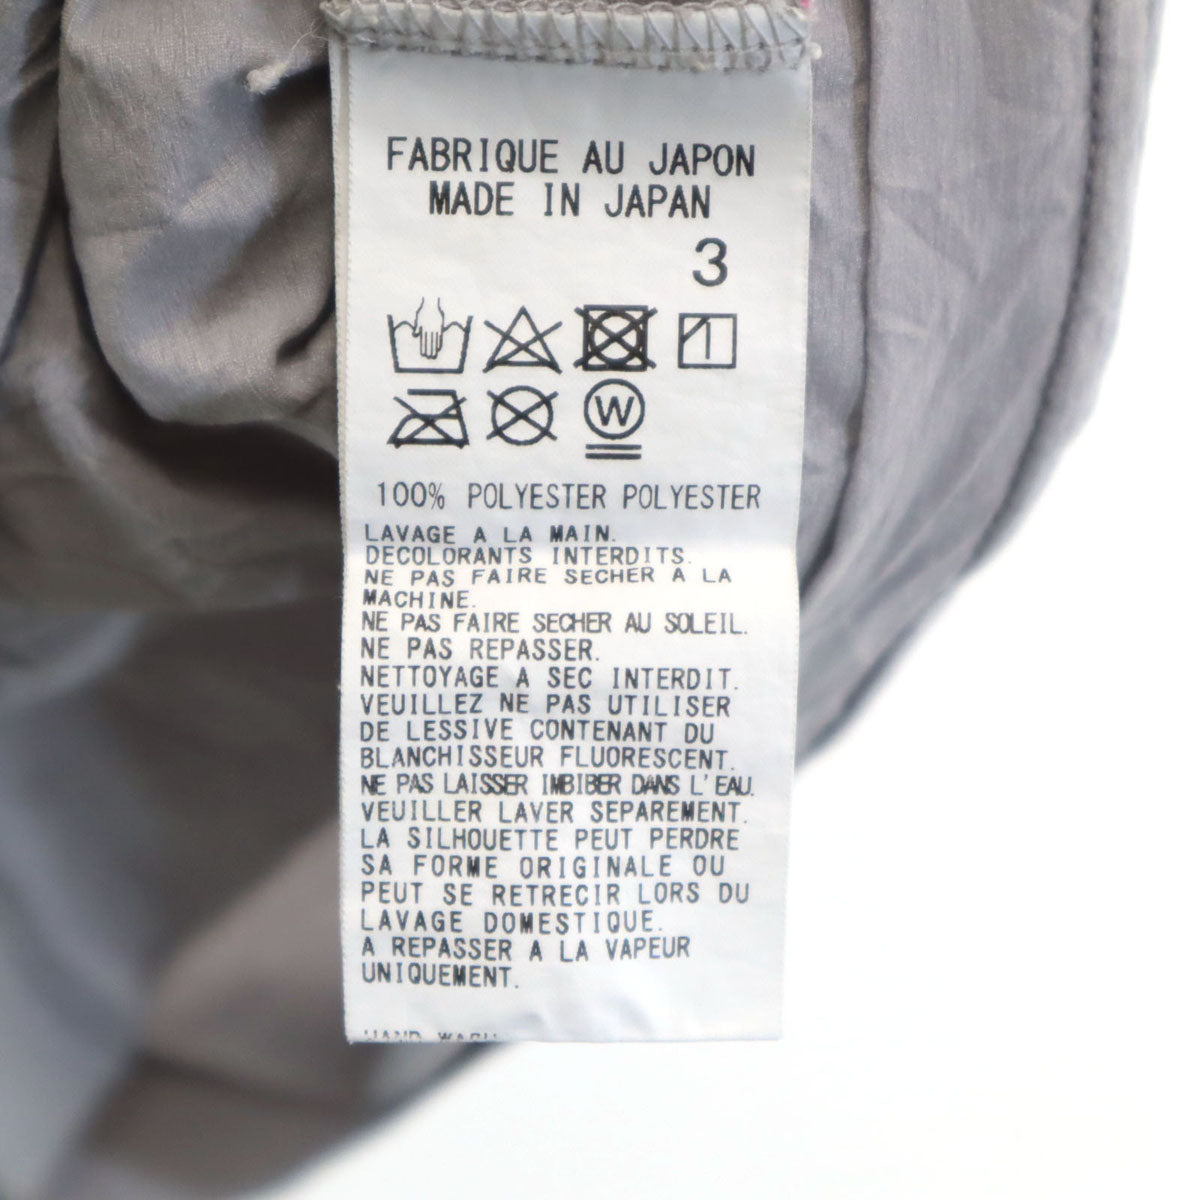 FABRIQUE AU JAPON
MADE IN JAPAN
3
W
100% POLYESTER POLYESTER
LAVAGE A LA MAIN.
DECOLORANTS INTERDITS.
NE PAS FAIRE SECHER A LA
MACHINE.
NE PAS FAIRE SECHER AU SOLEIL.
NE PAS REPASSER.
NETTOYAGE A SEC INTERDIT.
VEUILLEZ NE PAS UTILISER
DE LESSIVE CONTENANT DU
BLANCHISSEUR FLUORESCENT.
NE PAS LAISSER IMBIBER DANS L'EAU.
VEUILLER LAVER SEPAREMENT.
LA SILHOUETTE PEUT PERDRE
SA FORME ORIGINALE OU
PEUT SE RETRECIR LORS DU
LAVAGE DOMESTIQUE.
A REPASSER A LA VAPEUR
UNIQUEMENT.
HAND WASH